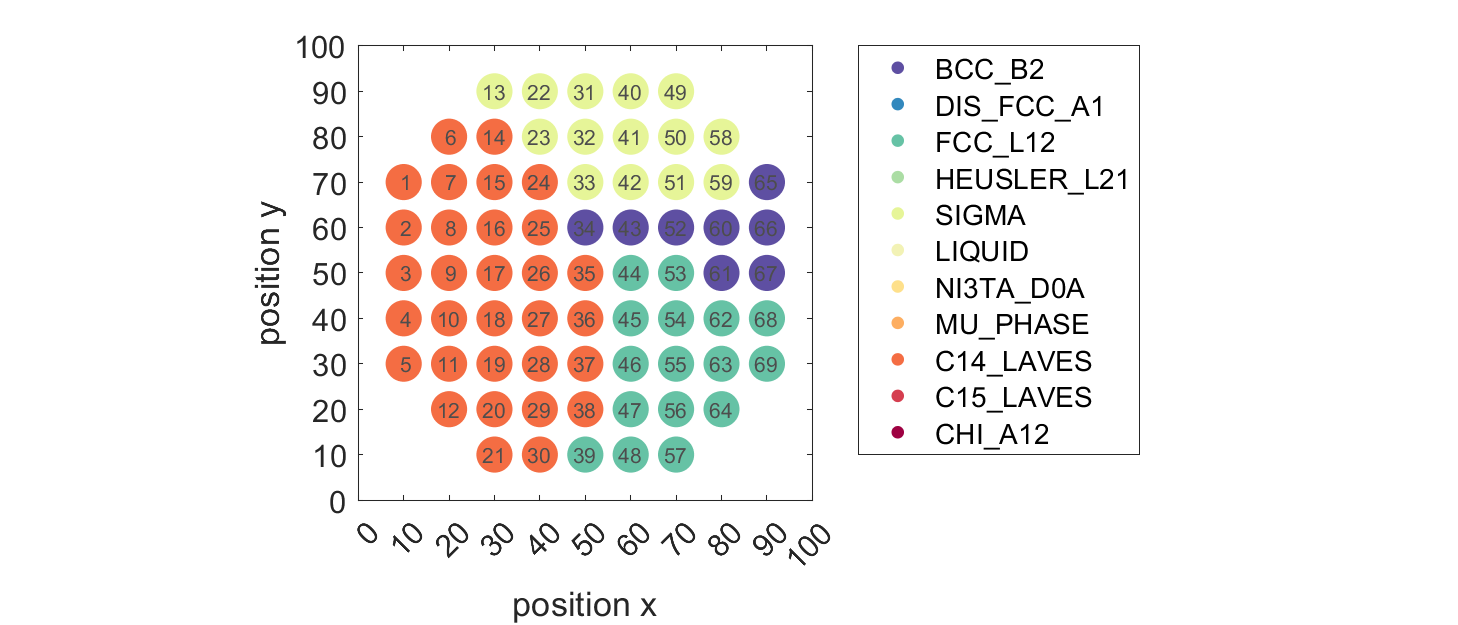 100
90 13 22 31 40 49
80 6 14 23 32 41 50 58
70 1 7 15 24 33 42 51 59 65
60 2 8 16 25 34 43 52 60 66
50 3 9 17 26 35 44 53 61 67
40 4 10 18 27 36 45 54 62 68
30 5 11 19 28 37 46 55 63 69
20 12 20 29 38 47 56 64
10 21 30 39 48 57
0
0 10 20 30 40 50 60 70 80 90 100
position x
position y
BCC_B2
DIS_FCC_A1
FCC_L12
HEUSLER_L21
SIGMA
LIQUID
NI3TA_D0A
MU_PHASE
C14_LAVES
C15_LAVES
CHI_A12